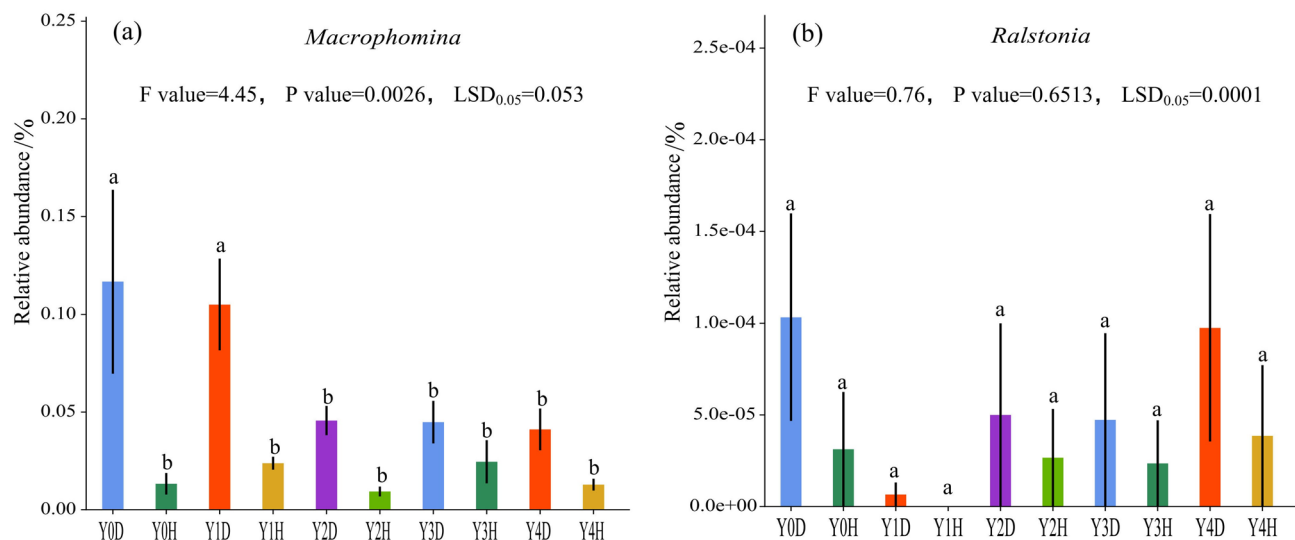 (a)
Macrophomina
F value=4.45, P value=0.0026, LSD0.05=0.053
Relative abundance/%
0.25
0.20
0.15
0.10
0.05
0.00
a
b
a
b
b
b
b
b
b
b
Y0D Y0H Y1D Y1H Y2D Y2H Y3D Y3H Y4D Y4H
(b)
Ralstonia
F value=0.76, P value=0.6513, LSD0.05=0.0001
Relative abundance/%
2.5e-04
2.0e-04
1.5e-04
1.0e-04
5.0e-05
0.0e+00
a
a
a
a
a
a
a
a
a
a
Y0D Y0H Y1D Y1H Y2D Y2H Y3D Y3H Y4D Y4H